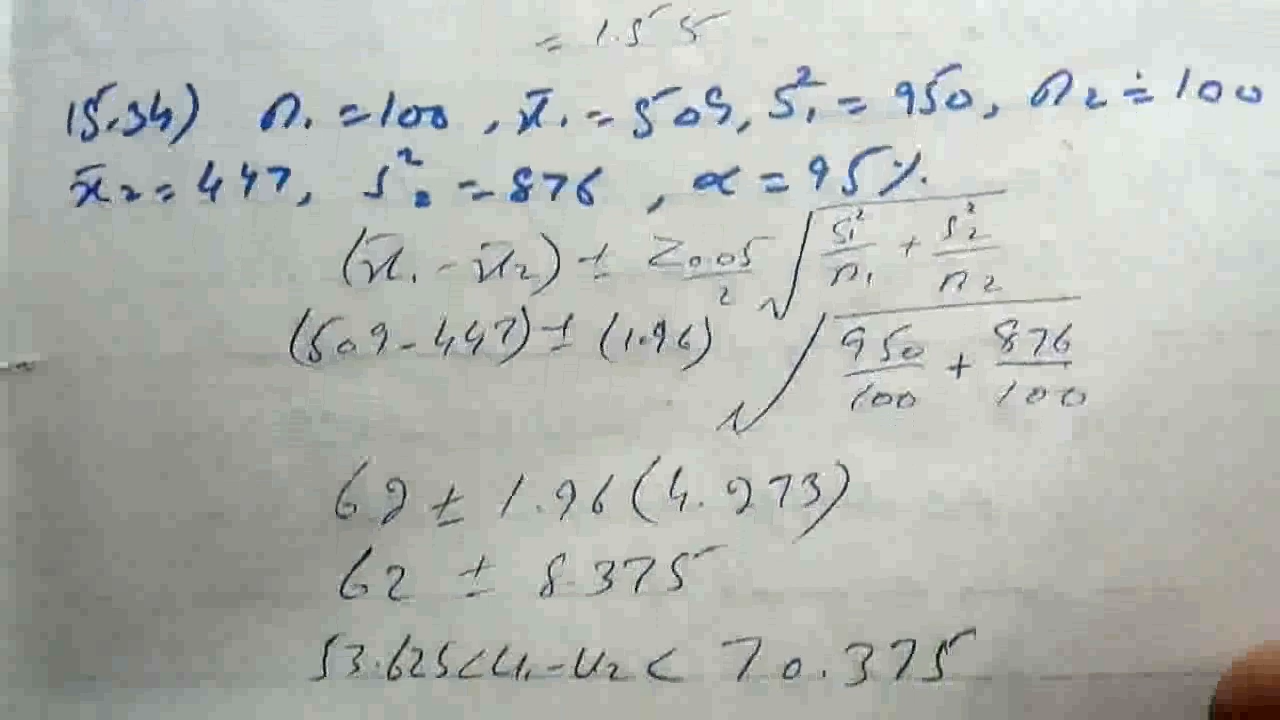 = 1.55
15.34) n₁ = 100, x̄₁ = 509, S₁² = 950, n₂ = 100
x̄₂ = 447, S₂² = 876, α = 95%.
(x̄₁ - x̄₂) ± Z₀.₀₅/₂ √(S₁²/n₁ + S₂²/n₂)
(509 - 447) ± (1.96) √(950/100 + 876/100)
62 ± 1.96 (4.273)
62 ± 8.375
53.625 < u₁ - u₂ < 70.375